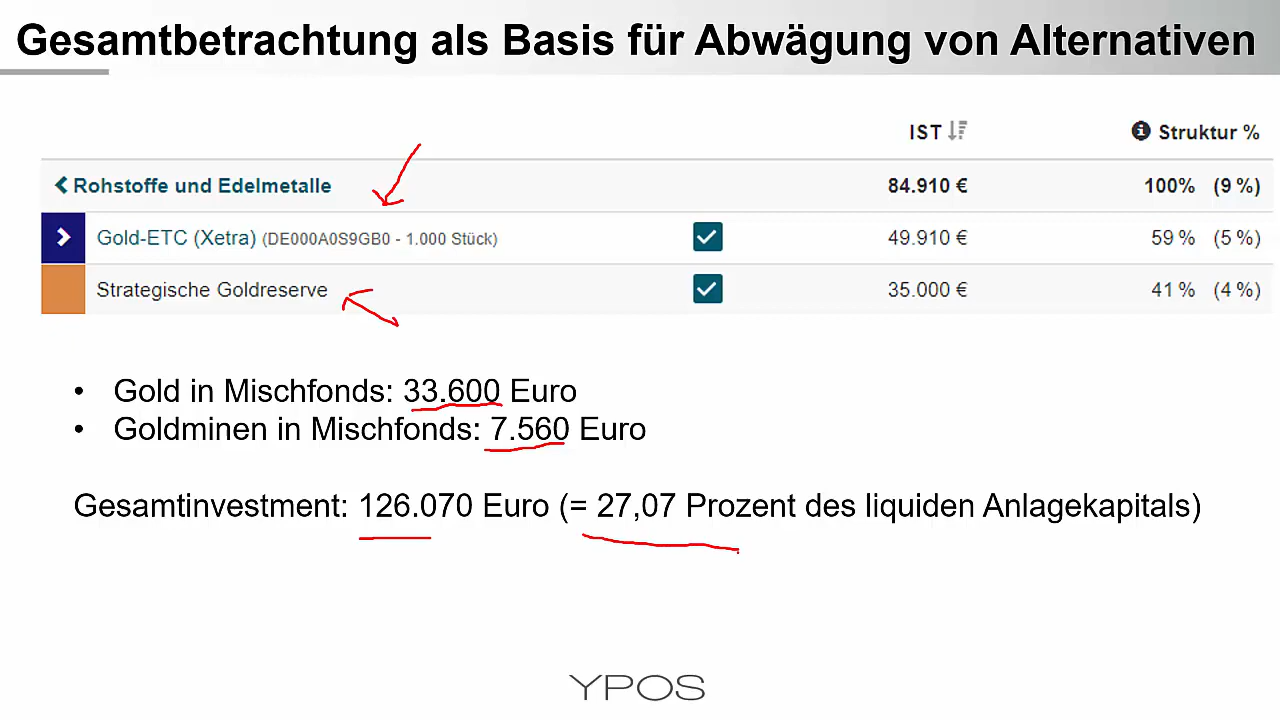 Gesamtbetrachtung als Basis für Abwägung von Alternativen
IST Struktur %
Rohstoffe und Edelmetalle 84.910 € 100% (9 %)
Gold-ETC (Xetra) (DE000A0S9GB0 - 1.000 Stück) 49.910 € 59 % (5 %)
Strategische Goldreserve 35.000 € 41 % (4 %)
• Gold in Mischfonds: 33.600 Euro
• Goldminen in Mischfonds: 7.560 Euro
Gesamtinvestment: 126.070 Euro (= 27,07 Prozent des liquiden Anlagekapitals)
YPOS